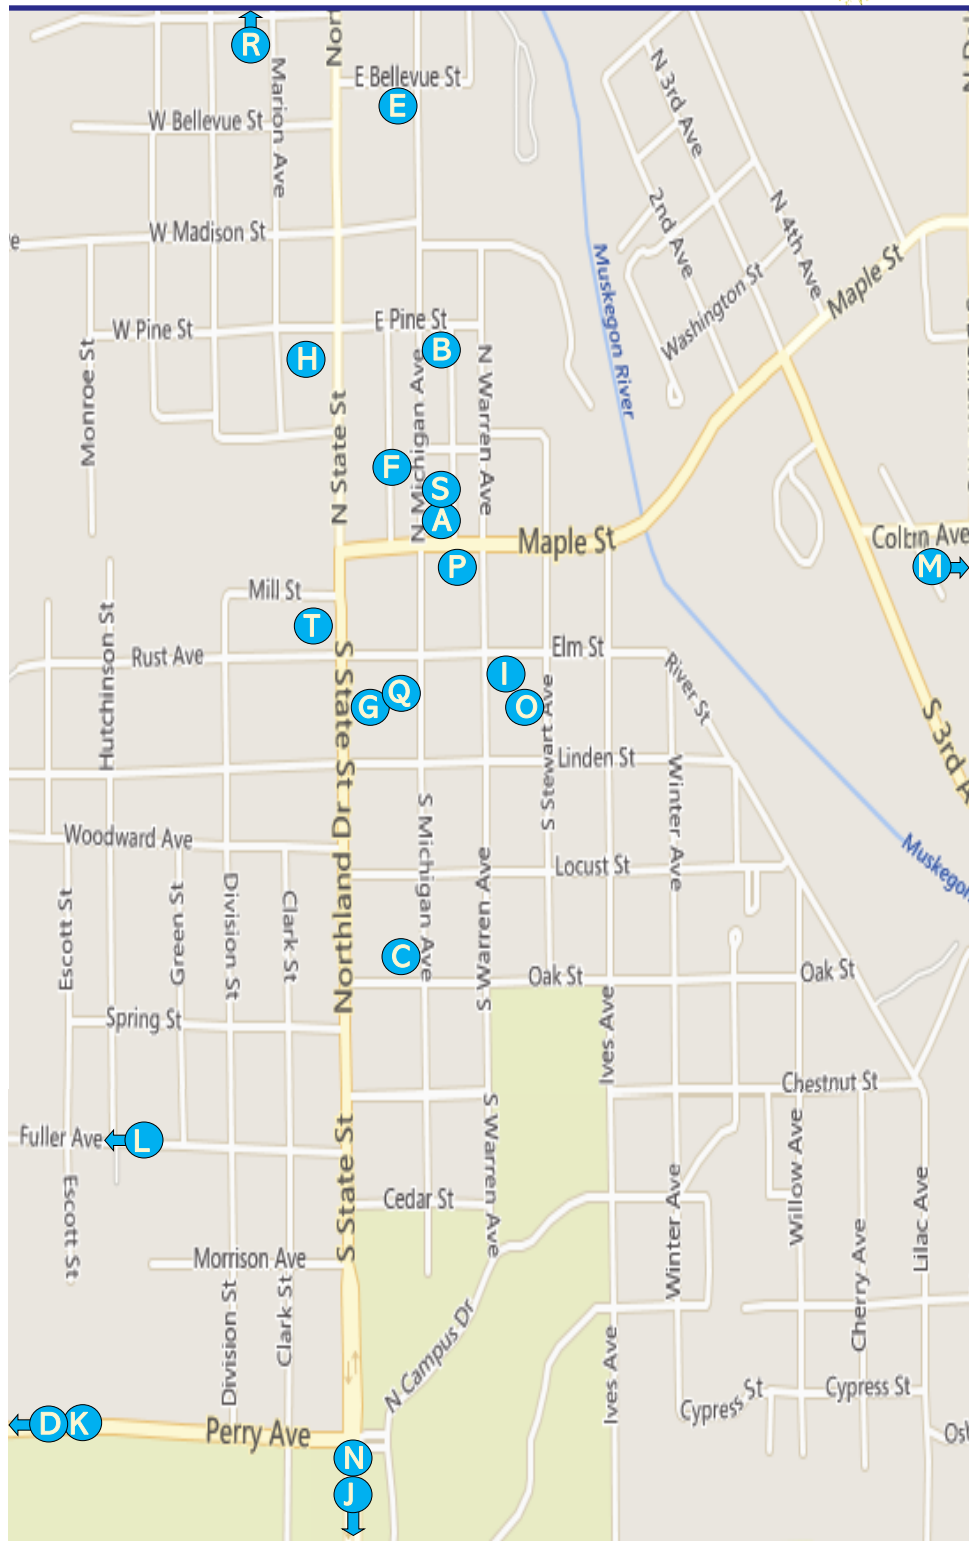 R
Marion Ave
E Bellevue St
E
W Bellevue St
N 3rd Ave
W Madison St
2nd Ave
N 4th Ave
Maple St
Muskegon River
Washington St
W Pine St
E Pine St
H
B
Monroe St
N State St
N Michigan Ave
N Warren Ave
F
S
A
Maple St
P
M
Mill St
T
Hutchinson St
Rust Ave
Elm St
River St
S State St
G
Q
I
O
S Stewart Ave
S 3rd A
Linden St
Winter Ave
S Michigan Ave
Woodward Ave
Muskegon
Locust St
Northland Dr
Escott St
Green St
Division St
Clark St
S Warren Ave
C
Oak St
Oak St
Spring St
Ives Ave
Chestnut St
Fuller Ave
L
S State St
S Warren Ave
Willow Ave
Escott St
Cedar St
Winter Ave
Lilac Ave
Morrison Ave
Cherry Ave
Division St
Clark St
N Campus Dr
Ives Ave
Cypress St
Cypress St
D
K
Perry Ave
N
J